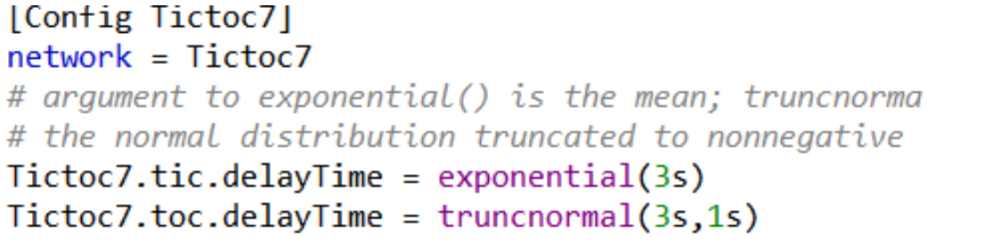 [Config Tictoc7]
network = Tictoc7
# argument to exponential() is the mean; truncnorma
# the normal distribution truncated to nonnegative
Tictoc7.tic.delayTime = exponential(3s)
Tictoc7.toc.delayTime = truncnormal(3s,1s)